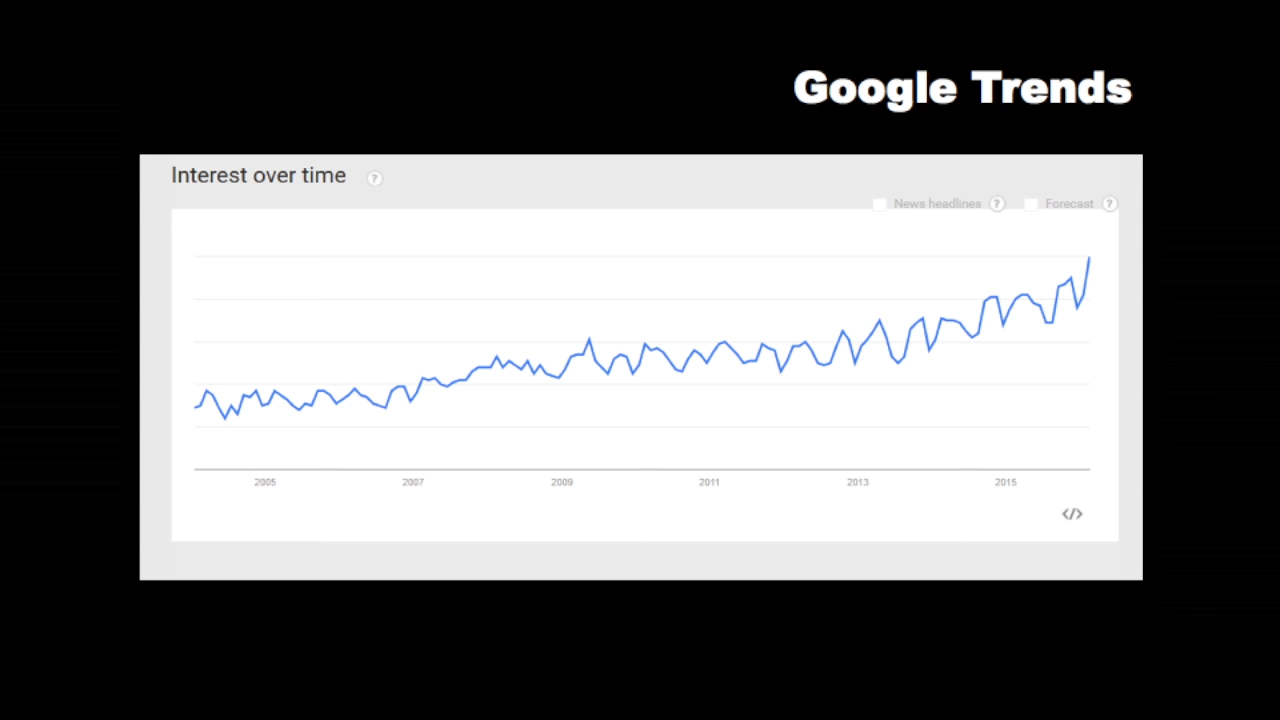 Google Trends
Interest over time ?
News headlines ? Forecast ?
2005 2007 2009 2011 2013 2015
</>